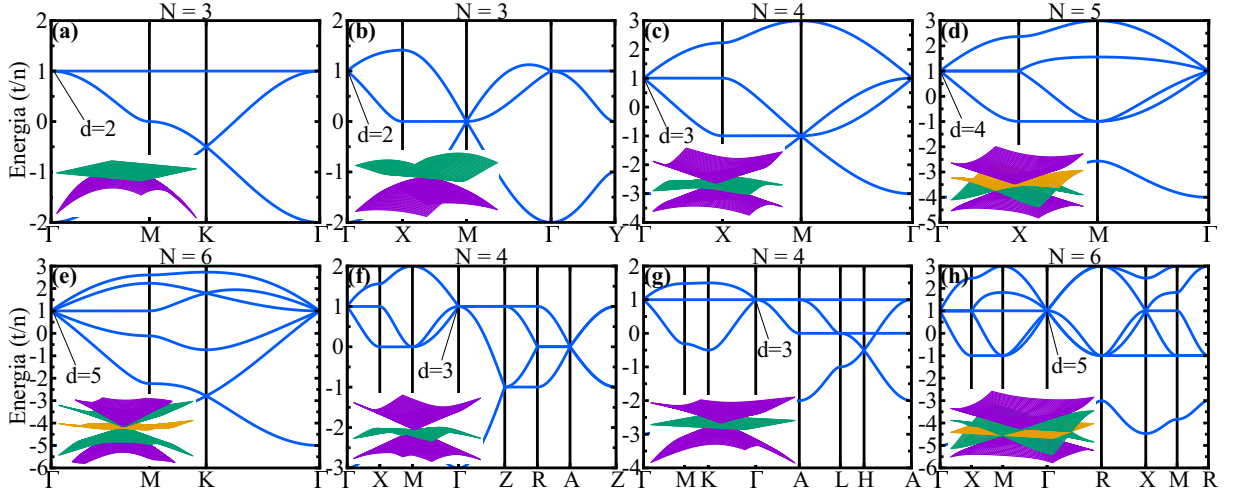 N = 3 N = 3 N = 4 N = 5
(a) (b) (c) (d)
Energia (t/n)
2 1 0 -1 -2
d=2
Γ M K Γ
2 1 0 -1 -2
d=2
Γ X M Γ Y
3 2 1 0 -1 -2 -3 -4
d=3
Γ X M Γ
3 2 1 0 -1 -2 -3 -4 -5
d=4
Γ X M Γ
N = 6 N = 4 N = 4 N = 6
(e) (f) (g) (h)
Energia (t/n)
3 2 1 0 -1 -2 -3 -4 -5 -6
d=5
Γ M K Γ
2 1 0 -1 -2 -3
d=3
Γ X M Γ Z R A Z
2 1 0 -1 -2 -3 -4
d=3
Γ M K Γ A L H A
3 2 1 0 -1 -2 -3 -4 -5 -6
d=5
Γ X M Γ R X M R